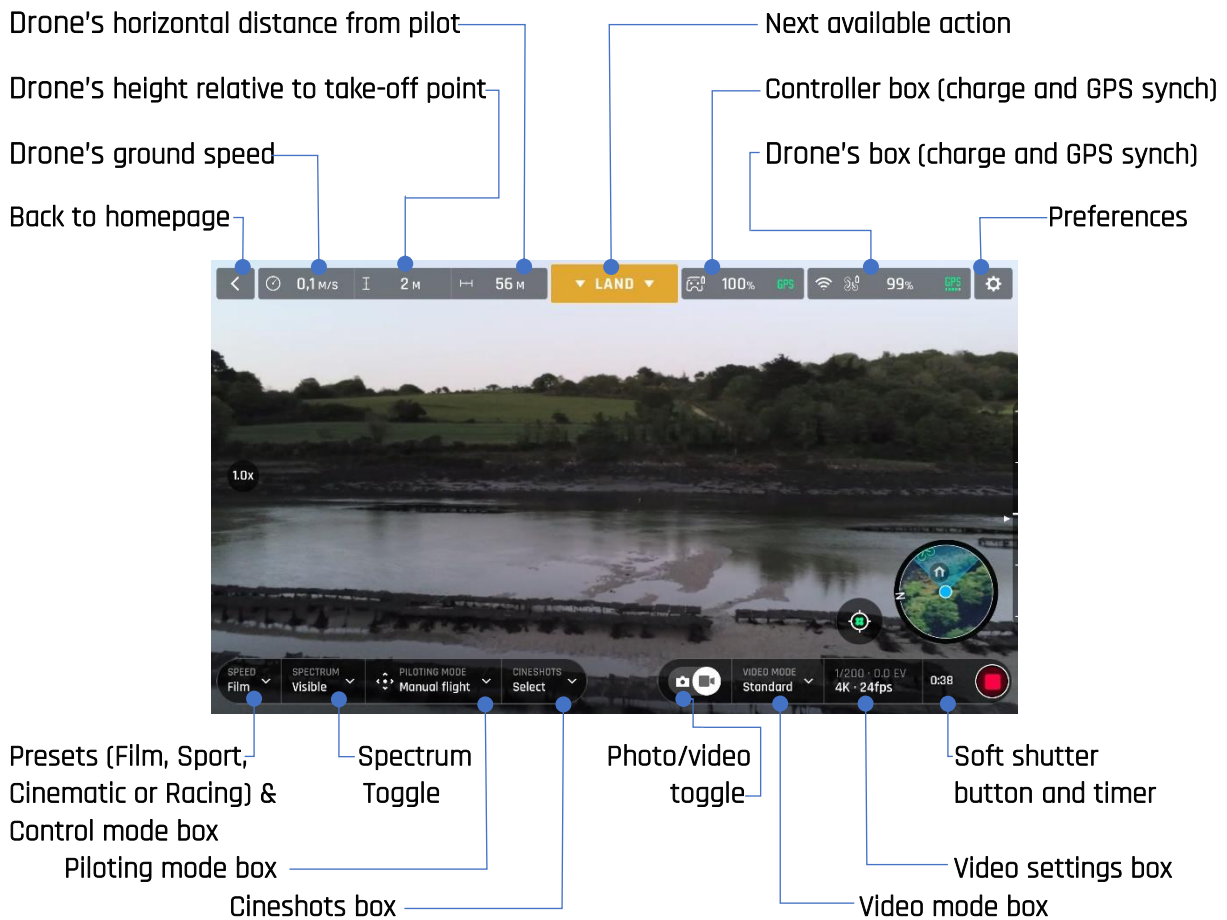 Drone's horizontal distance from pilot
Next available action
Drone's height relative to take-off point
Controller box (charge and GPS synch)
Drone's ground speed
Drone's box (charge and GPS synch)
Back to homepage
Preferences
0,1 M/S 2 M 56 M LAND 100% GPS 99% GPS
1.0x
N
SPEED SPECTRUM PILOTING MODE CINESHOTS VIDEO MODE 1/200 · 0.0 EV
Film Visible Manual flight Select Standard 4K · 24fps 0:38
Presets (Film, Sport,
Cinematic or Racing) &
Control mode box
Spectrum
Toggle
Photo/video
toggle
Soft shutter
button and timer
Piloting mode box
Video settings box
Cineshots box
Video mode box